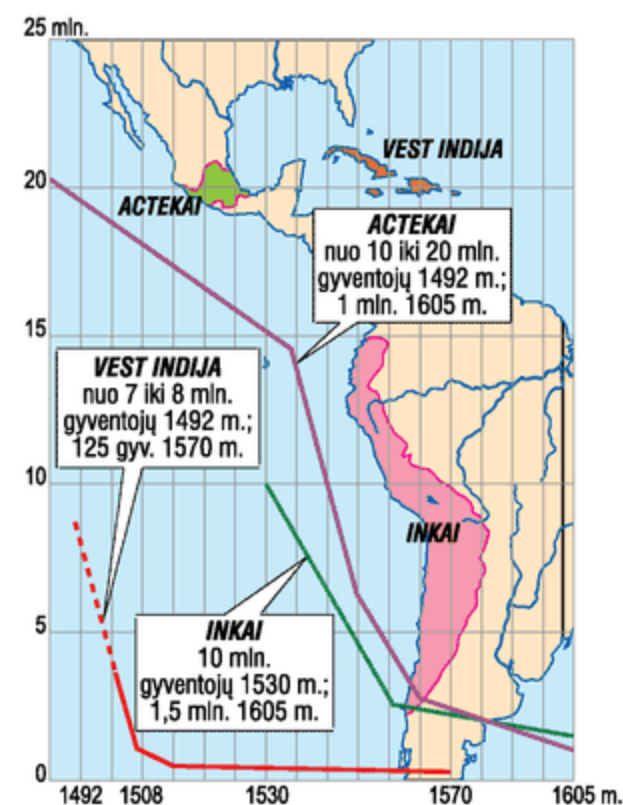 25 mln.
VEST INDIJA
20
ACTEKAI
ACTEKAI
nuo 10 iki 20 mln.
gyventojų 1492 m.;
1 mln. 1605 m.
15
VEST INDIJA
nuo 7 iki 8 mln.
gyventojų 1492 m.;
125 gyv. 1570 m.
10
INKAI
5
INKAI
10 mln.
gyventojų 1530 m.;
1,5 mln. 1605 m.
0
1492 1508 1530 1570 1605 m.